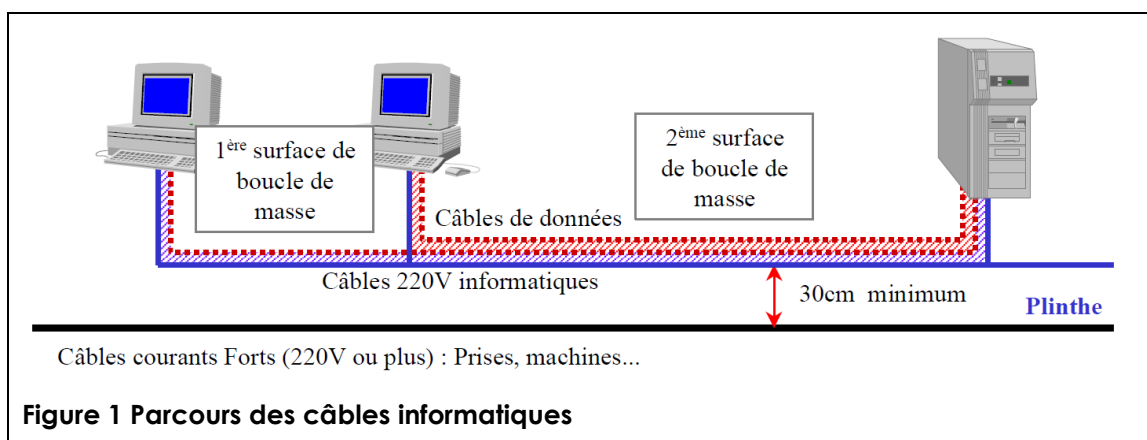 1ère surface de
boucle de
masse
2ème surface
de boucle de
masse
Câbles de données
Câbles 220V informatiques
30cm minimum
Plinthe
Câbles courants Forts (220V ou plus) : Prises, machines...
Figure 1 Parcours des câbles informatiques